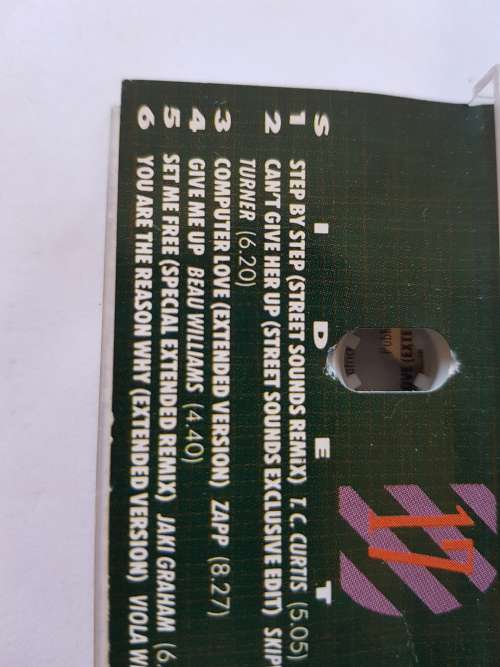 S I D E T
1 STEP BY STEP (STREET SOUNDS REMIX) T. C. CURTIS (5.05)
2 CAN'T GIVE HER UP (STREET SOUNDS EXCLUSIVE EDIT) SKIP
TURNER (6.20)
3 COMPUTER LOVE (EXTENDED VERSION) ZAPP (8.27)
4 GIVE ME UP BEAU WILLIAMS (4.40)
5 SET ME FREE (SPECIAL EXTENDED REMIX) JAKI GRAHAM (6.
6 YOU ARE THE REASON WHY (EXTENDED VERSION) VIOLA W
17